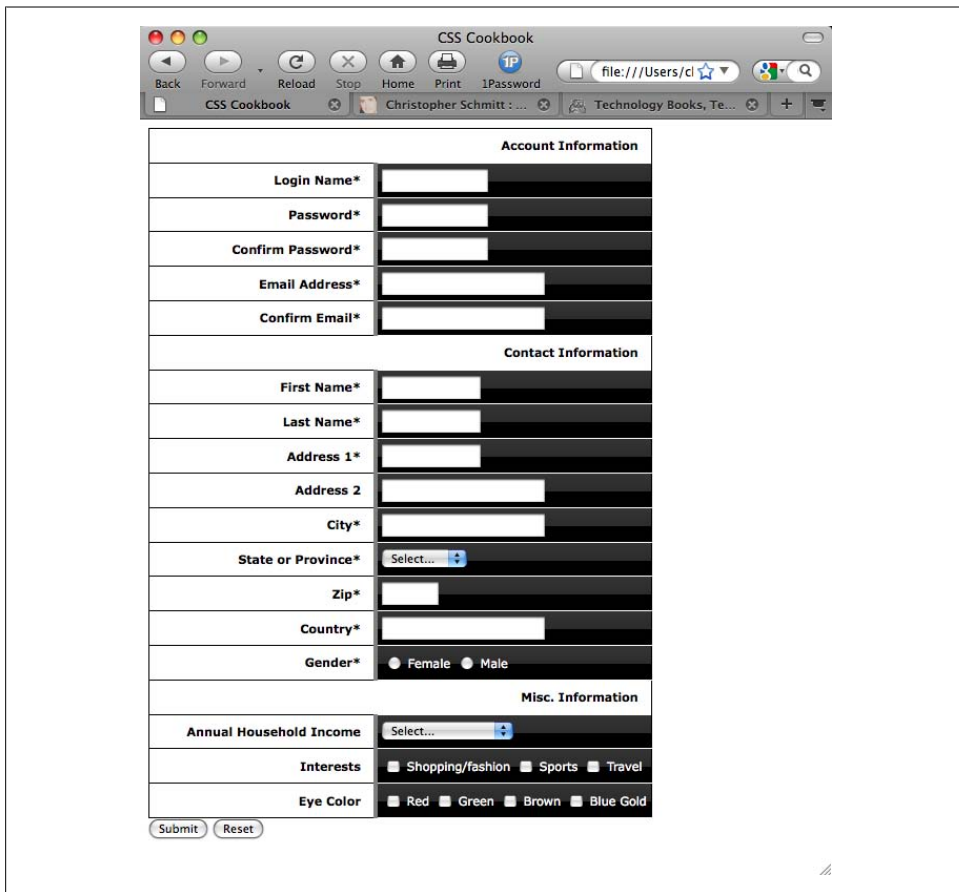 CSS Cookbook
1P
file:///Users/cl
Back Forward Reload Stop Home Print 1Password
CSS Cookbook Christopher Schmitt : ... Technology Books, Te... +
Account Information
Login Name*
Password*
Confirm Password*
Email Address*
Confirm Email*
Contact Information
First Name*
Last Name*
Address 1*
Address 2
City*
State or Province* Select...
Zip*
Country*
Gender* Female Male
Misc. Information
Annual Household Income Select...
Interests Shopping/fashion Sports Travel
Eye Color Red Green Brown Blue Gold
Submit Reset